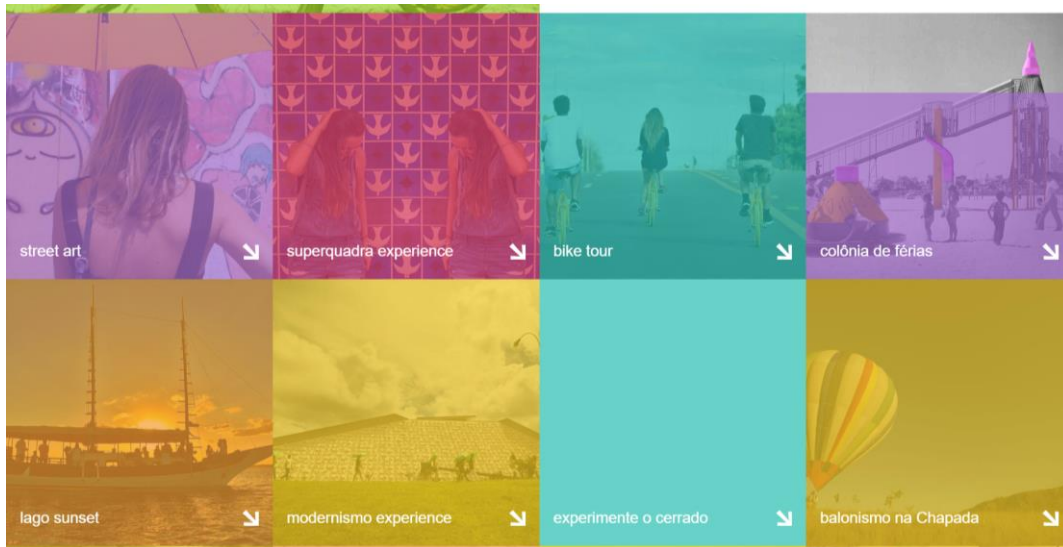 street art
superquadra experience
bike tour
colônia de férias
lago sunset
modernismo experience
experimente o cerrado
balonismo na Chapada